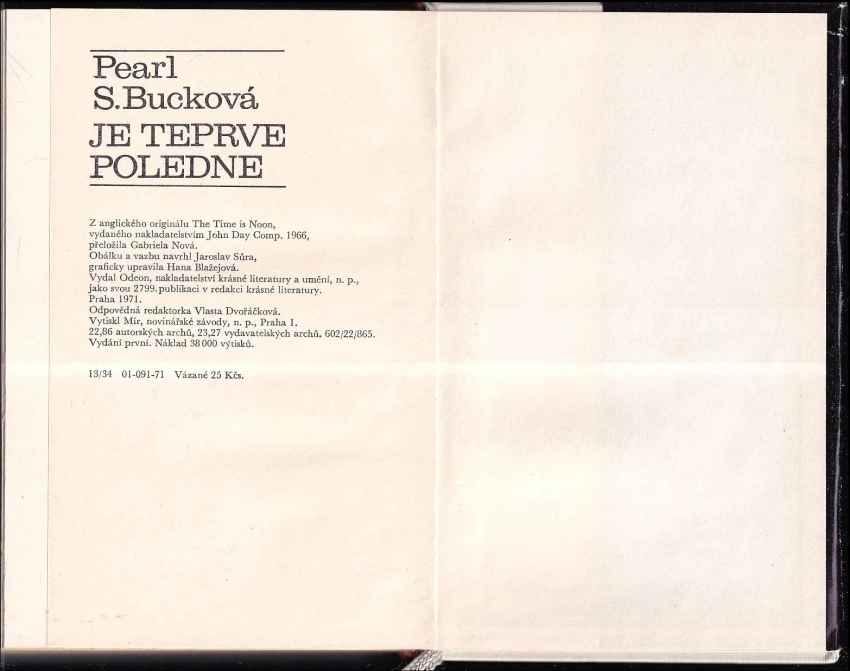 Pearl
S.Bucková
JE TEPRVE
POLEDNE
Z anglického originálu The Time is Noon,
vydaného nakladatelstvím John Day Comp. 1966,
přeložila Gabriela Nová.
Obálku a vazbu navrhl Jaroslav Sůra,
graficky upravila Hana Blažejová.
Vydal Odeon, nakladatelství krásné literatury a umění, n. p.,
jako svou 2799. publikaci v redakci krásné literatury.
Praha 1971.
Odpovědná redaktorka Vlasta Dvořáčková.
Vytiskl Mír, novinářské závody, n. p., Praha 1.
22,86 autorských archů, 23,27 vydavatelských archů. 602/22/865.
Vydání první. Náklad 38 000 výtisků.
13/34 01-091-71 Vázané 25 Kčs.